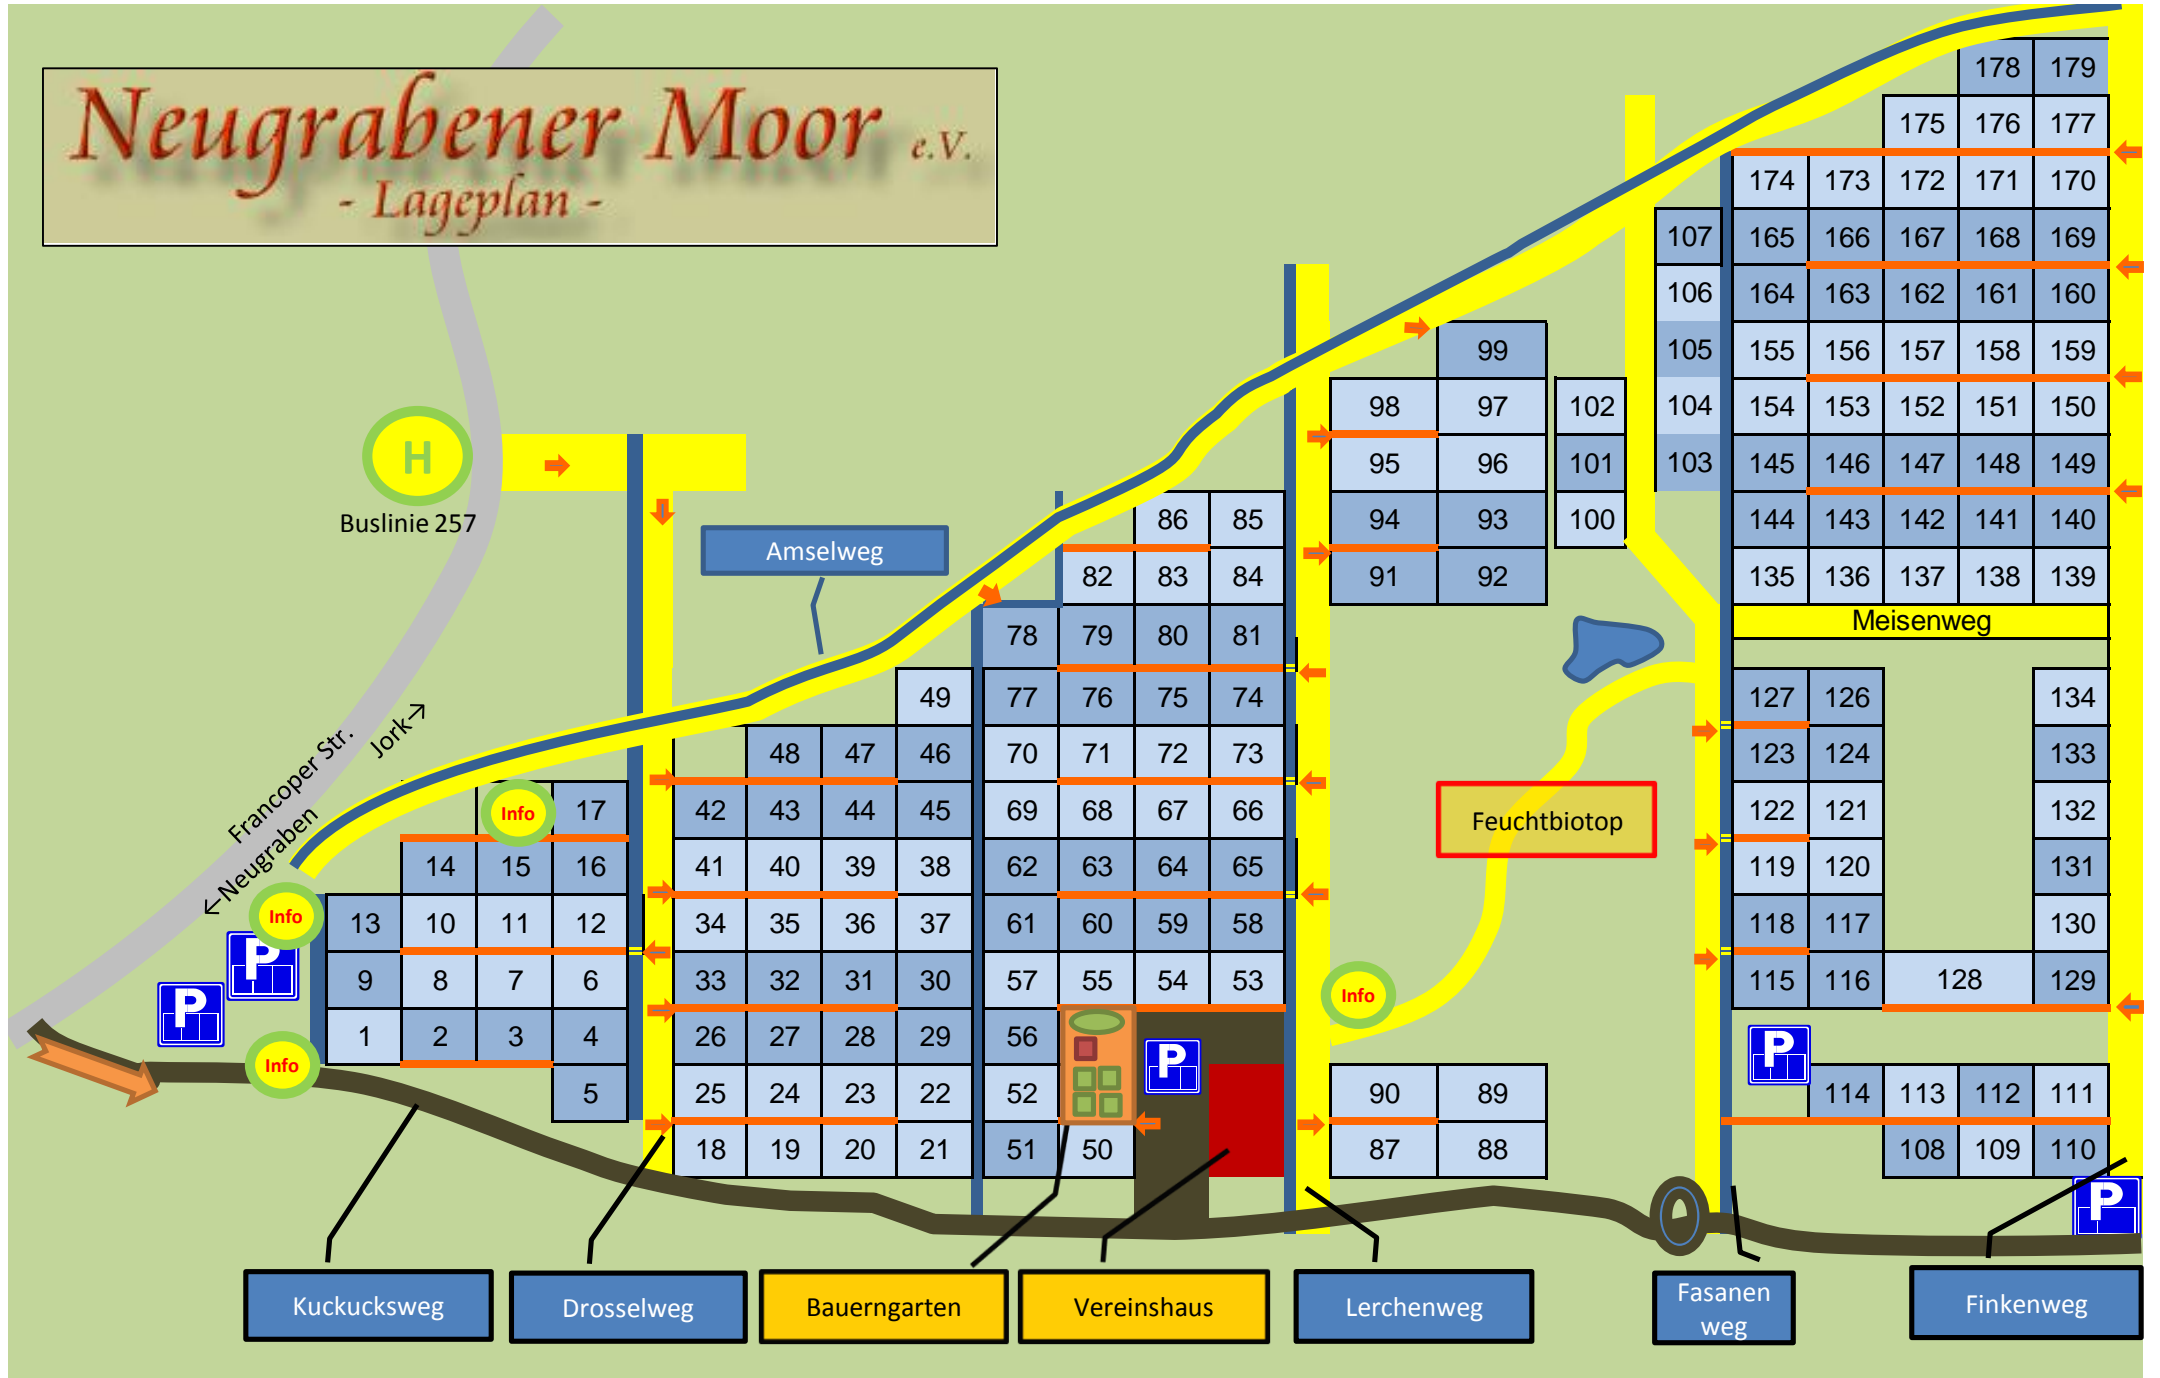 Neugrabener Moor e.V.
- Lageplan -
178 179
175 176 177
174 173 172 171 170
107 165 166 167 168 169
106 164 163 162 161 160
105 155 156 157 158 159
99
98 97 102 104 154 153 152 151 150
H
95 96 101 103 145 146 147 148 149
Buslinie 257
86 85 94 93 100 144 143 142 141 140
Amselweg
82 83 84 91 92 135 136 137 138 139
Meisenweg
78 79 80 81
49 77 76 75 74 127 126 134
Jork→
Francoper Str.
←Neugraben
48 47 46 70 71 72 73 123 124 133
Info 17 42 43 44 45 69 68 67 66 122 121 132
Feuchtbiotop
14 15 16 41 40 39 38 62 63 64 65 119 120 131
Info
13 10 11 12 34 35 36 37 61 60 59 58 118 117 130
P
9 8 7 6 33 32 31 30 57 55 54 53 115 116 128 129
Info
P
1 2 3 4 26 27 28 29 56
P
P
Info
5 25 24 23 22 52 90 89 114 113 112 111
18 19 20 21 51 50 87 88 108 109 110
P
Kuckucksweg
Drosselweg
Bauerngarten
Vereinshaus
Lerchenweg
Fasanen
weg
Finkenweg